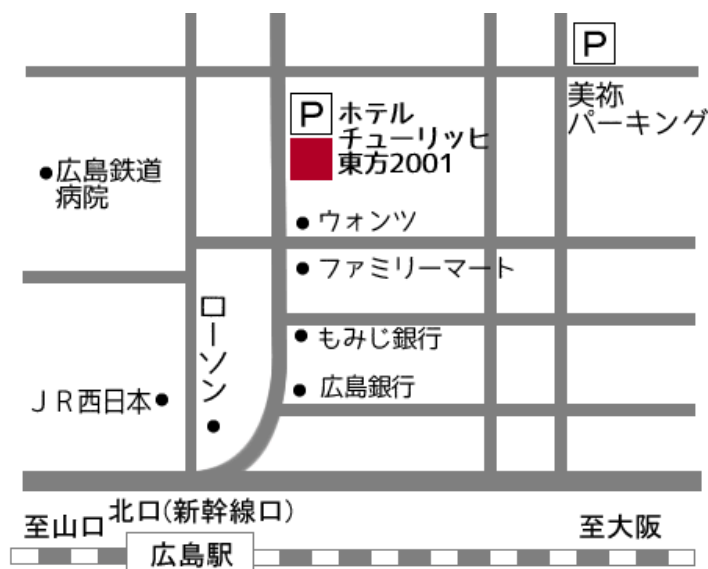 P
美祢
パーキング
P
ホテル
チューリッヒ
東方2001
広島鉄道
病院
ウォンツ
ファミリーマート
ローソン
もみじ銀行
広島銀行
JR西日本
北口(新幹線口)
至山口
至大阪
広島駅